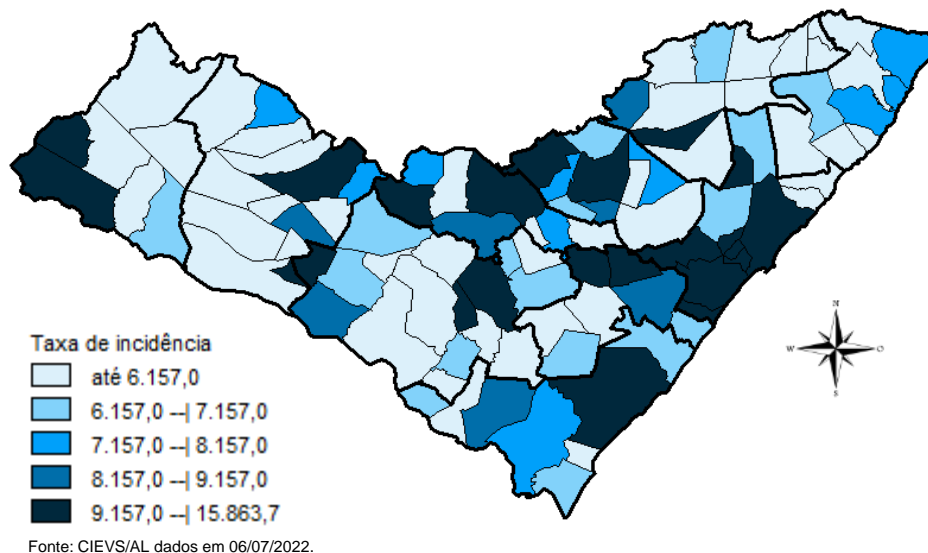 N
W
O
S
Taxa de incidência
até 6.157,0
6.157,0 --| 7.157,0
7.157,0 --| 8.157,0
8.157,0 --| 9.157,0
9.157,0 --| 15.863,7
Fonte: CIEVS/AL dados em 06/07/2022.